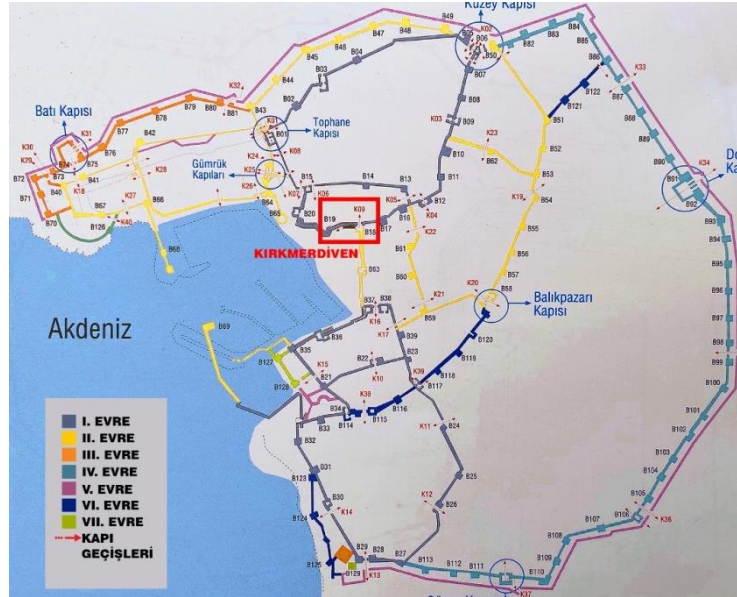 Kuzey Kapısı
K02
B05
B06
B50
B49
B48
B47
B46
B45
B44
B04
B03
B02
B07
B82
B83
B84
B85
B86
K33
B87
B88
B89
B90
B121
B122
B51
B52
B53
B54
B55
B56
B57
K19
K23
B62
K03
B08
B09
B10
B11
B12
K32
B43
B81
B80
B79
B78
B77
B76
B75
Batı Kapısı
K31
K30
K29
B74
B73
B72
B71
B70
B40
K18
B41
B42
K28
K27
B67
B126
K40
B66
B68
K01
B01
Tophane
Kapısı
K24
K08
Gümrük
Kapıları
K25
K26
K07
B64
B65
B15
K06
B14
B13
K05
K04
B20
B19
K09
B18
B17
B16
K22
B61
B60
KIRKMERDİVEN
B63
K34
B91
B92
B93
B94
B95
B96
B97
B98
B99
B100
B101
B102
B103
B104
B105
B106
K36
B107
B108
B109
B110
K37
B111
B112
B113
K20
B58
Balıkpazarı
Kapısı
B59
K21
B37
B38
K16
K17
B39
B36
B35
B69
Akdeniz
B127
B128
K15
B21
B22
K10
B23
K39
B120
B119
B118
B117
B116
B115
B114
K38
B34
B33
B32
B31
B30
K14
B123
B124
B125
B129
K13
B29
B28
B27
B26
K12
B25
B24
K11
I. EVRE
II. EVRE
III. EVRE
IV. EVRE
V. EVRE
VI. EVRE
VII. EVRE
KAPI
GEÇİŞLERİ